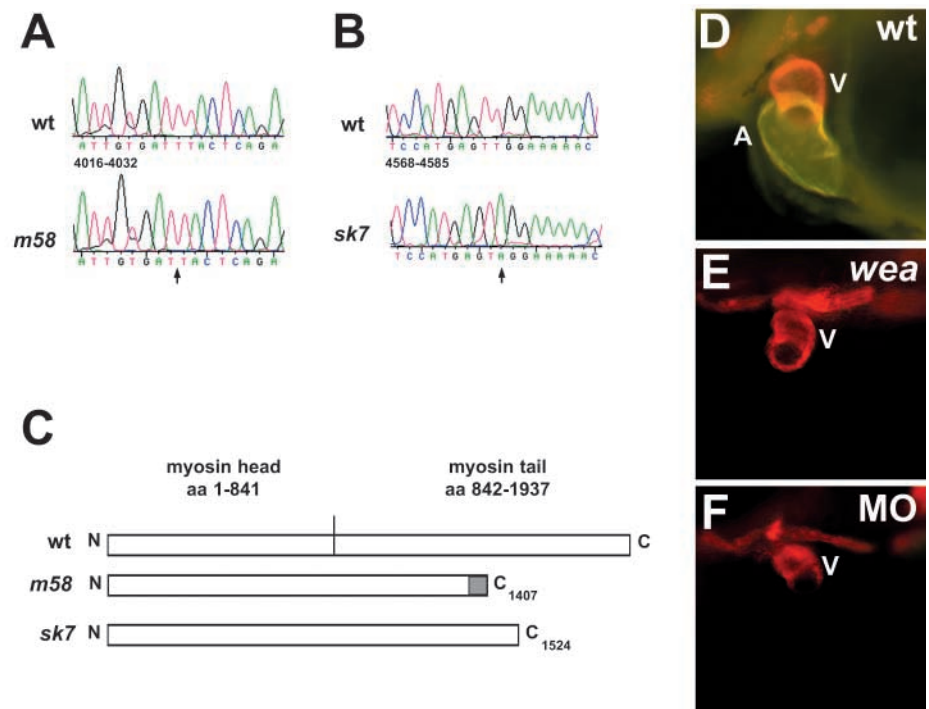 A
wt
ATTGTGATTTACTCAGA
4016-4032
m58
ATTGTGATTACTCAGA
B
wt
TCCATGAGTTGGAAAAAC
4568-4585
sk7
TCCATGAGTAGGAAAAAC
C
myosin head
aa 1-841
myosin tail
aa 842-1937
wt N C
m58 N C1407
sk7 N C1524
D wt
V
A
E wea
V
F MO
V